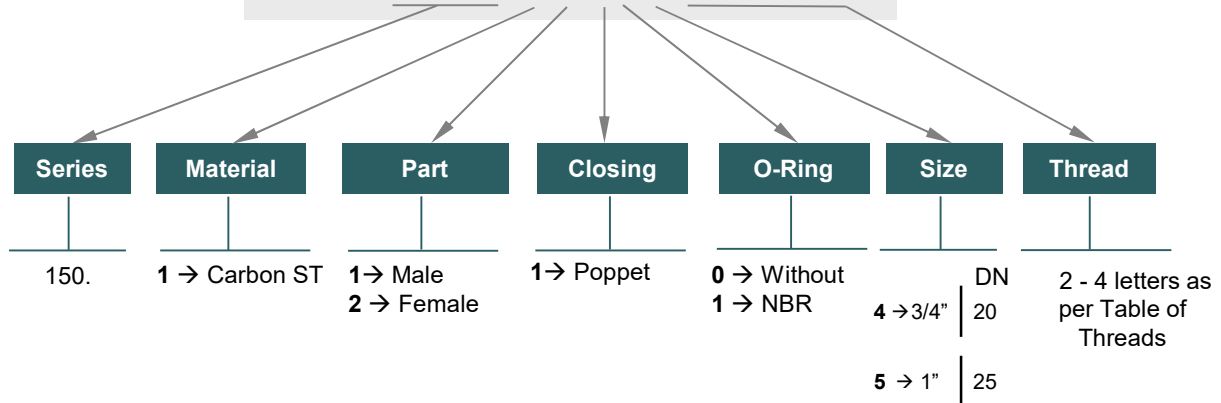 Series Material Part Closing O-Ring Size Thread
150.
1 → Carbon ST
1→ Male
2 → Female
1→ Poppet
0 → Without
1 → NBR
DN
4 →3/4” 20
5 → 1” 25
2 - 4 letters as
per Table of
Threads